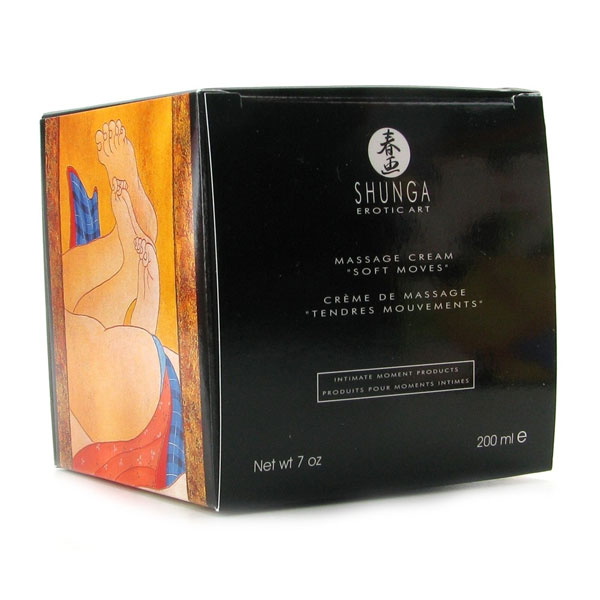 春
画
SHUNGA
EROTIC ART
MASSAGE CREAM
"SOFT MOVES"
CRÈME DE MASSAGE
"TENDRES MOUVEMENTS"
INTIMATE MOMENT PRODUCTS
PRODUITS POUR MOMENTS INTIMES
Net wt 7 oz
200 ml ℮